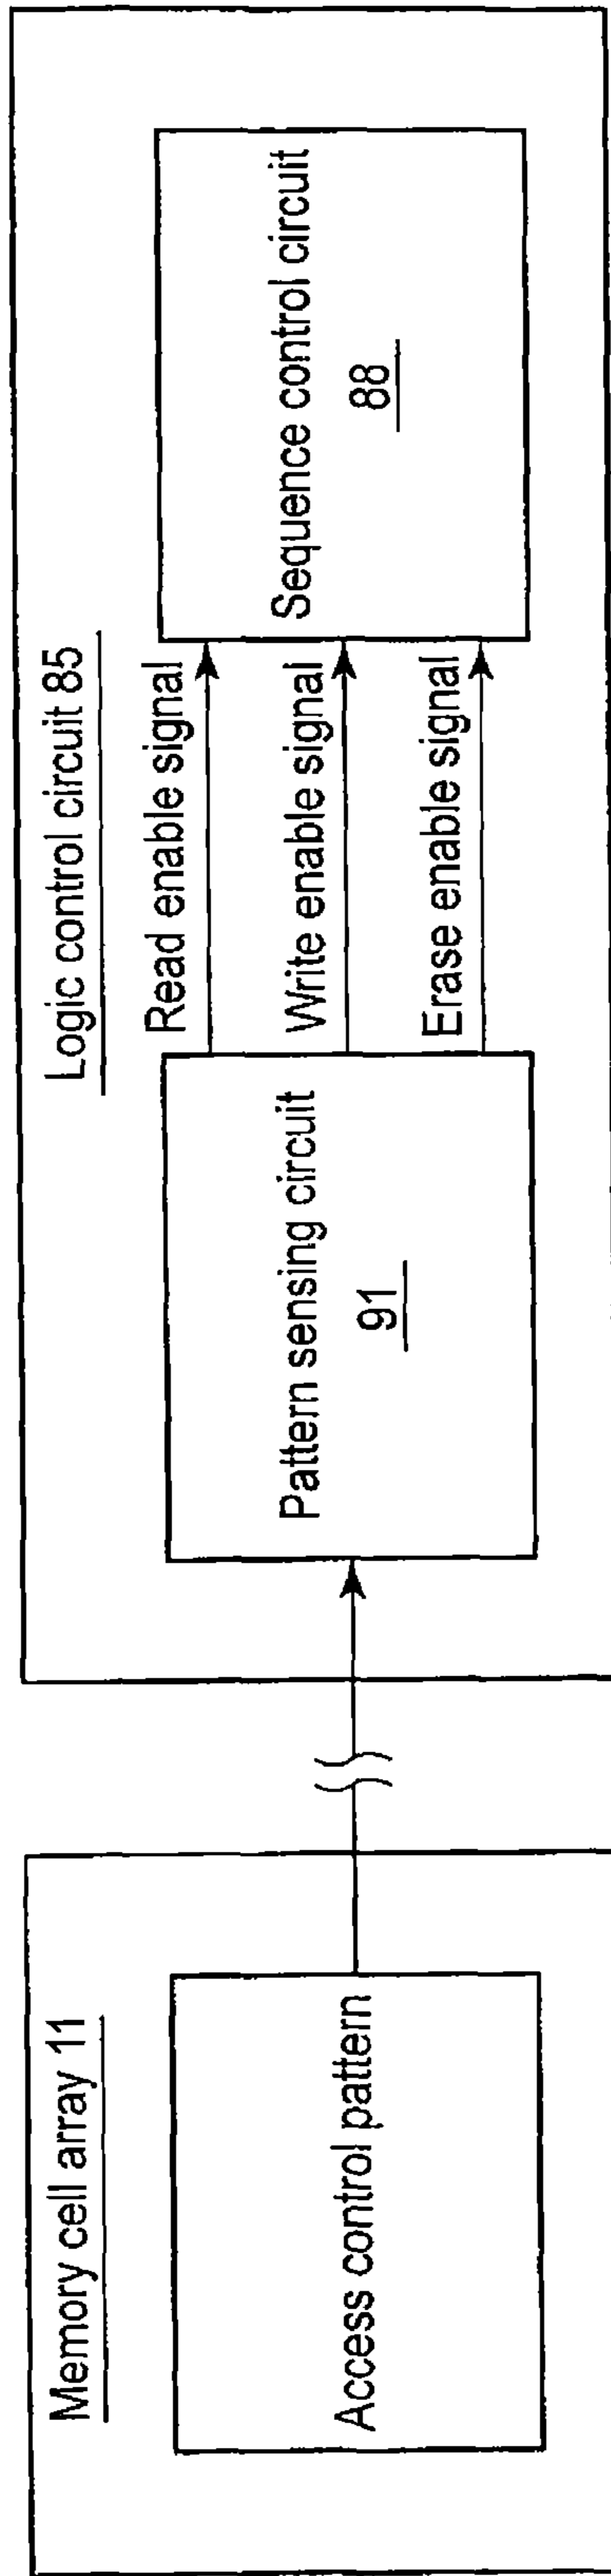 Memory cell array 11
Access control pattern
Logic control circuit 85
Pattern sensing circuit
91
Read enable signal
Write enable signal
Erase enable signal
Sequence control circuit
88